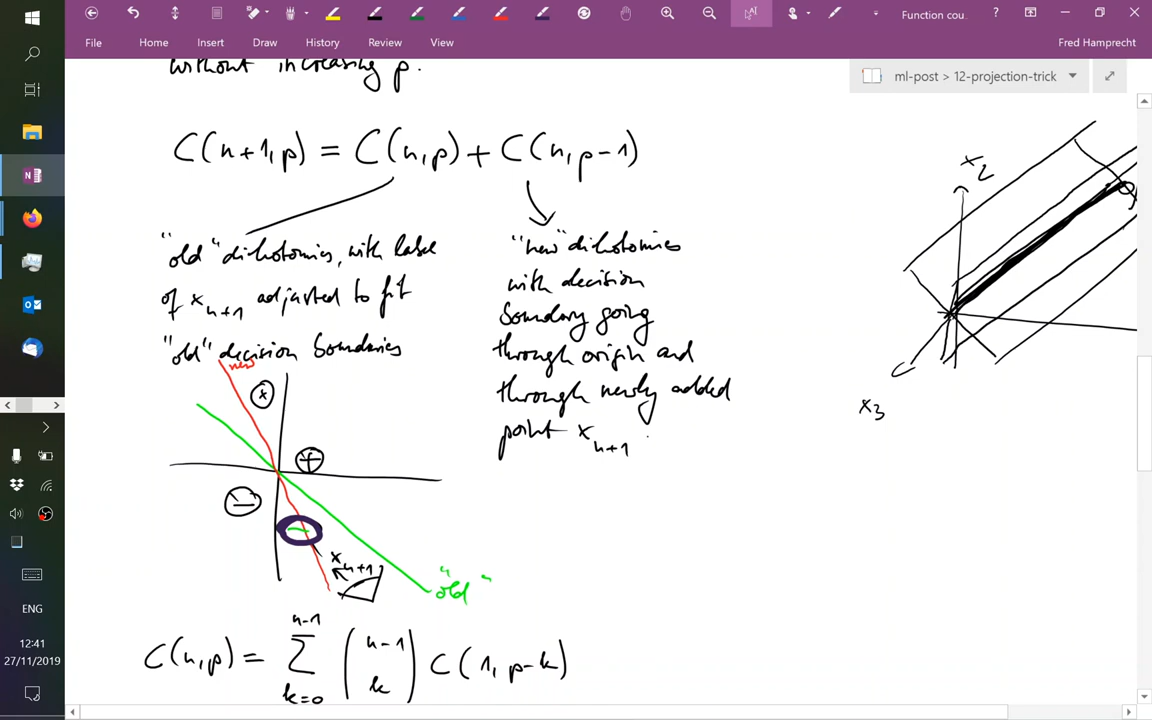 Function cou...
File Home Insert Draw History Review View
Fred Hamprecht
ml-post > 12-projection-trick
without increasing p.
C(n+1,p) = C(n,p) + C(n,p-1)
"old" dichotomies, with label
of x_{n+1} adjusted to fit
"old" decision boundaries
"new" dichotomies
with decision
boundary going
through origin and
through newly added
point x_{n+1}.
new
x
+
+
−
−
x_{n+1}
"old"
x_2
x_3
C(n,p) = \sum_{k=0}^{n-1} \binom{n-1}{k} C(1, p-k)
ENG
12:41
27/11/2019